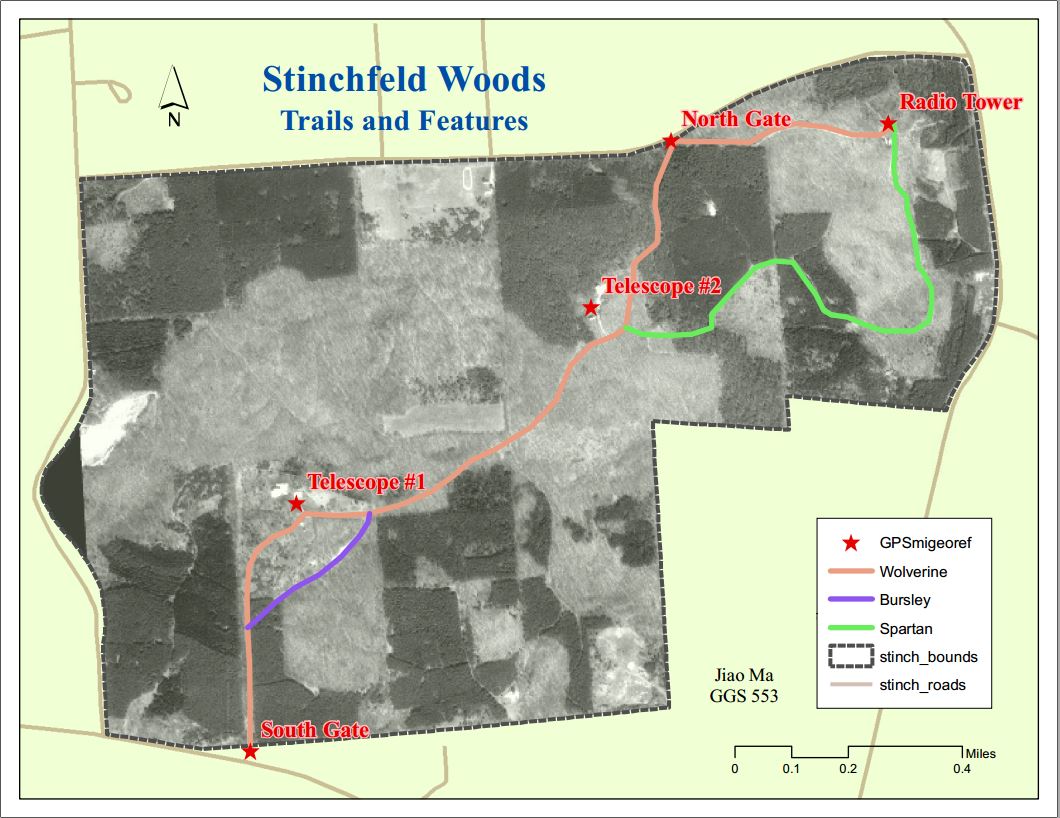 Stinchfeld Woods
Trails and Features
N
North Gate
Radio Tower
Telescope #2
Telescope #1
South Gate
GPSmigeoref
Wolverine
Bursley
Spartan
stinch_bounds
stinch_roads
Jiao Ma
GGS 553
Miles
0 0.1 0.2 0.4